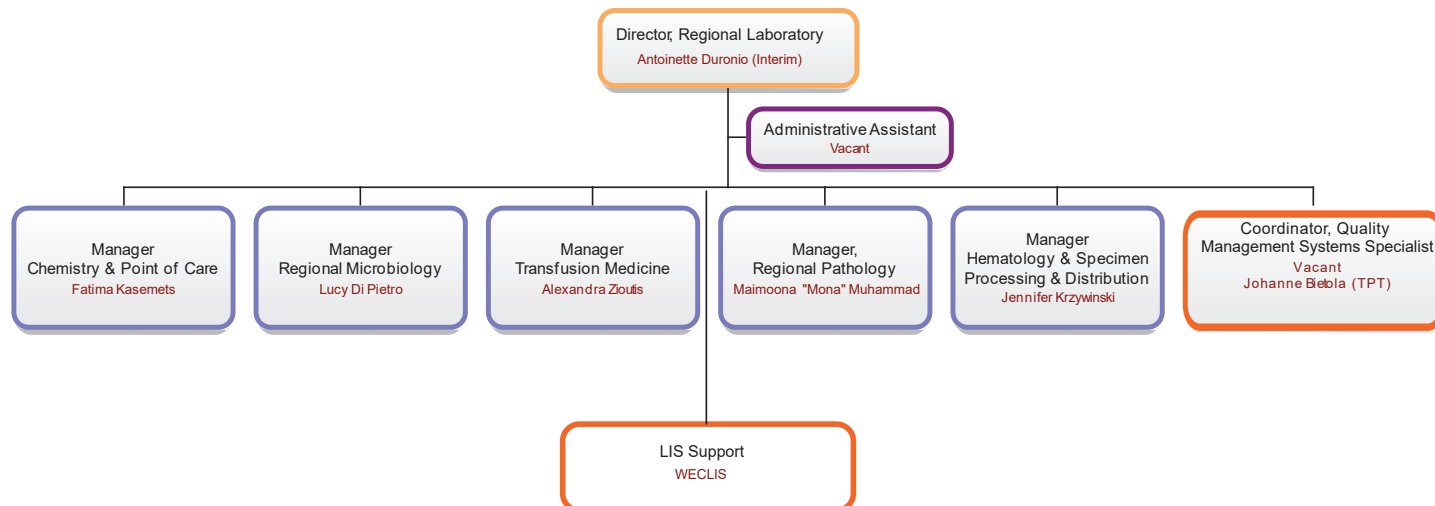 Director, Regional Laboratory
Antoinette Duronio (Interim)
Administrative Assistant
Vacant
Manager
Chemistry & Point of Care
Fatima Kasemets
Manager
Regional Microbiology
Lucy Di Pietro
Manager
Transfusion Medicine
Alexandra Zioutis
Manager,
Regional Pathology
Maimoona "Mona" Muhammad
Manager
Hematology & Specimen
Processing & Distribution
Jennifer Krzywinski
Coordinator, Quality
Management Systems Specialist
Vacant
Johanne Bietola (TPT)
LIS Support
WECLIS